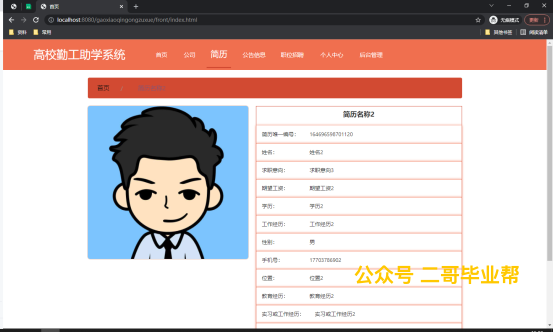 首页
localhost:8080/gaoxiaoqingongzuxue/front/index.html
无痕模式
更新
资料
常用
其他书签
阅读清单
高校勤工助学系统
首页
公司
简历
公告信息
职位招聘
个人中心
后台管理
首页
简历名称2
简历唯一编号： 164696598701120
姓名： 姓名2
求职意向： 求职意向3
期望工资： 期望工资2
学历： 学历2
工作经历： 工作经历2
性别： 男
手机号： 17703786902
位置： 位置2
教育经历： 教育经历2
实习或工作经历： 实习或工作经历2
公众号 二哥毕业帮